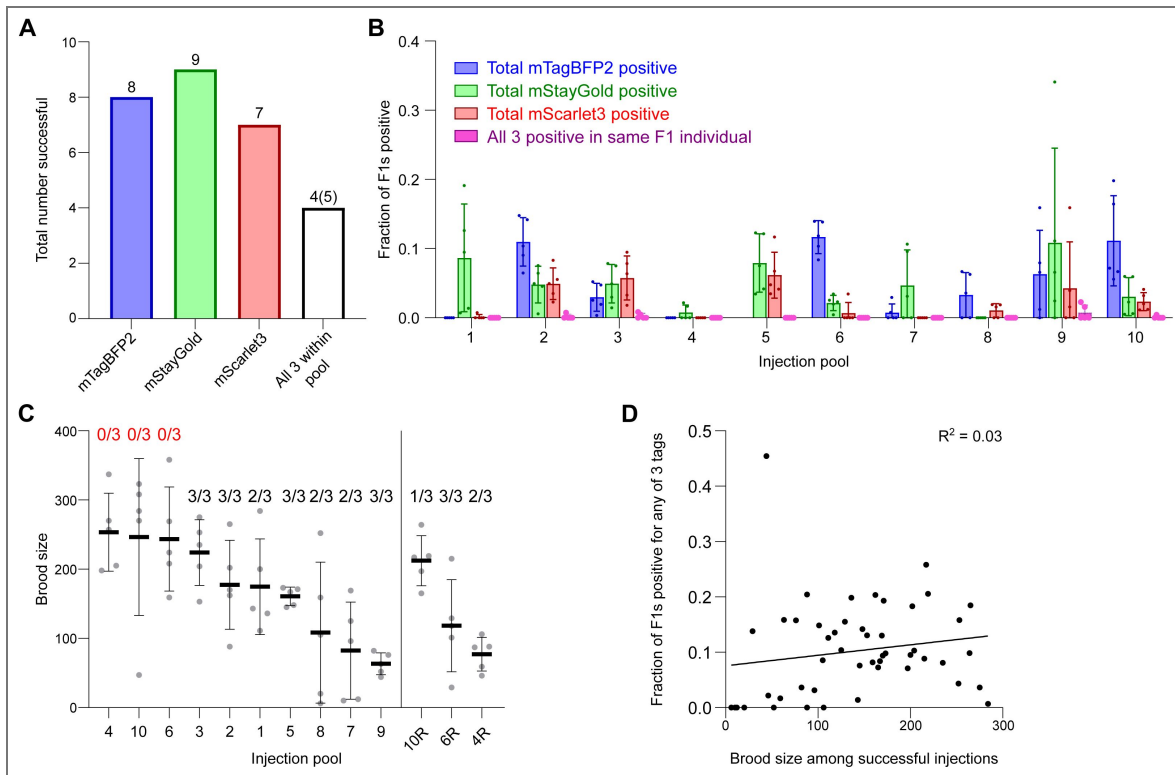 A
Total number successful
10
8
6
4
2
0
8
9
7
4(5)
mTagBFP2
mStayGold
mScarlet3
All 3 within
pool
B
Fraction of F1s positive
0.4
0.3
0.2
0.1
0.0
Total mTagBFP2 positive
Total mStayGold positive
Total mScarlet3 positive
All 3 positive in same F1 individual
1 2 3 4 5 6 7 8 9 10
Injection pool
C
Brood size
400
300
200
100
0
0/3 0/3 0/3
3/3 3/3 2/3 3/3 2/3 2/3 3/3 1/3 3/3 2/3
4 10 6 3 2 1 5 8 7 9 10R 6R 4R
Injection pool
D
Fraction of F1s positive for any of 3 tags
0.5
0.4
0.3
0.2
0.1
0.0
R² = 0.03
0 100 200 300
Brood size among successful injections